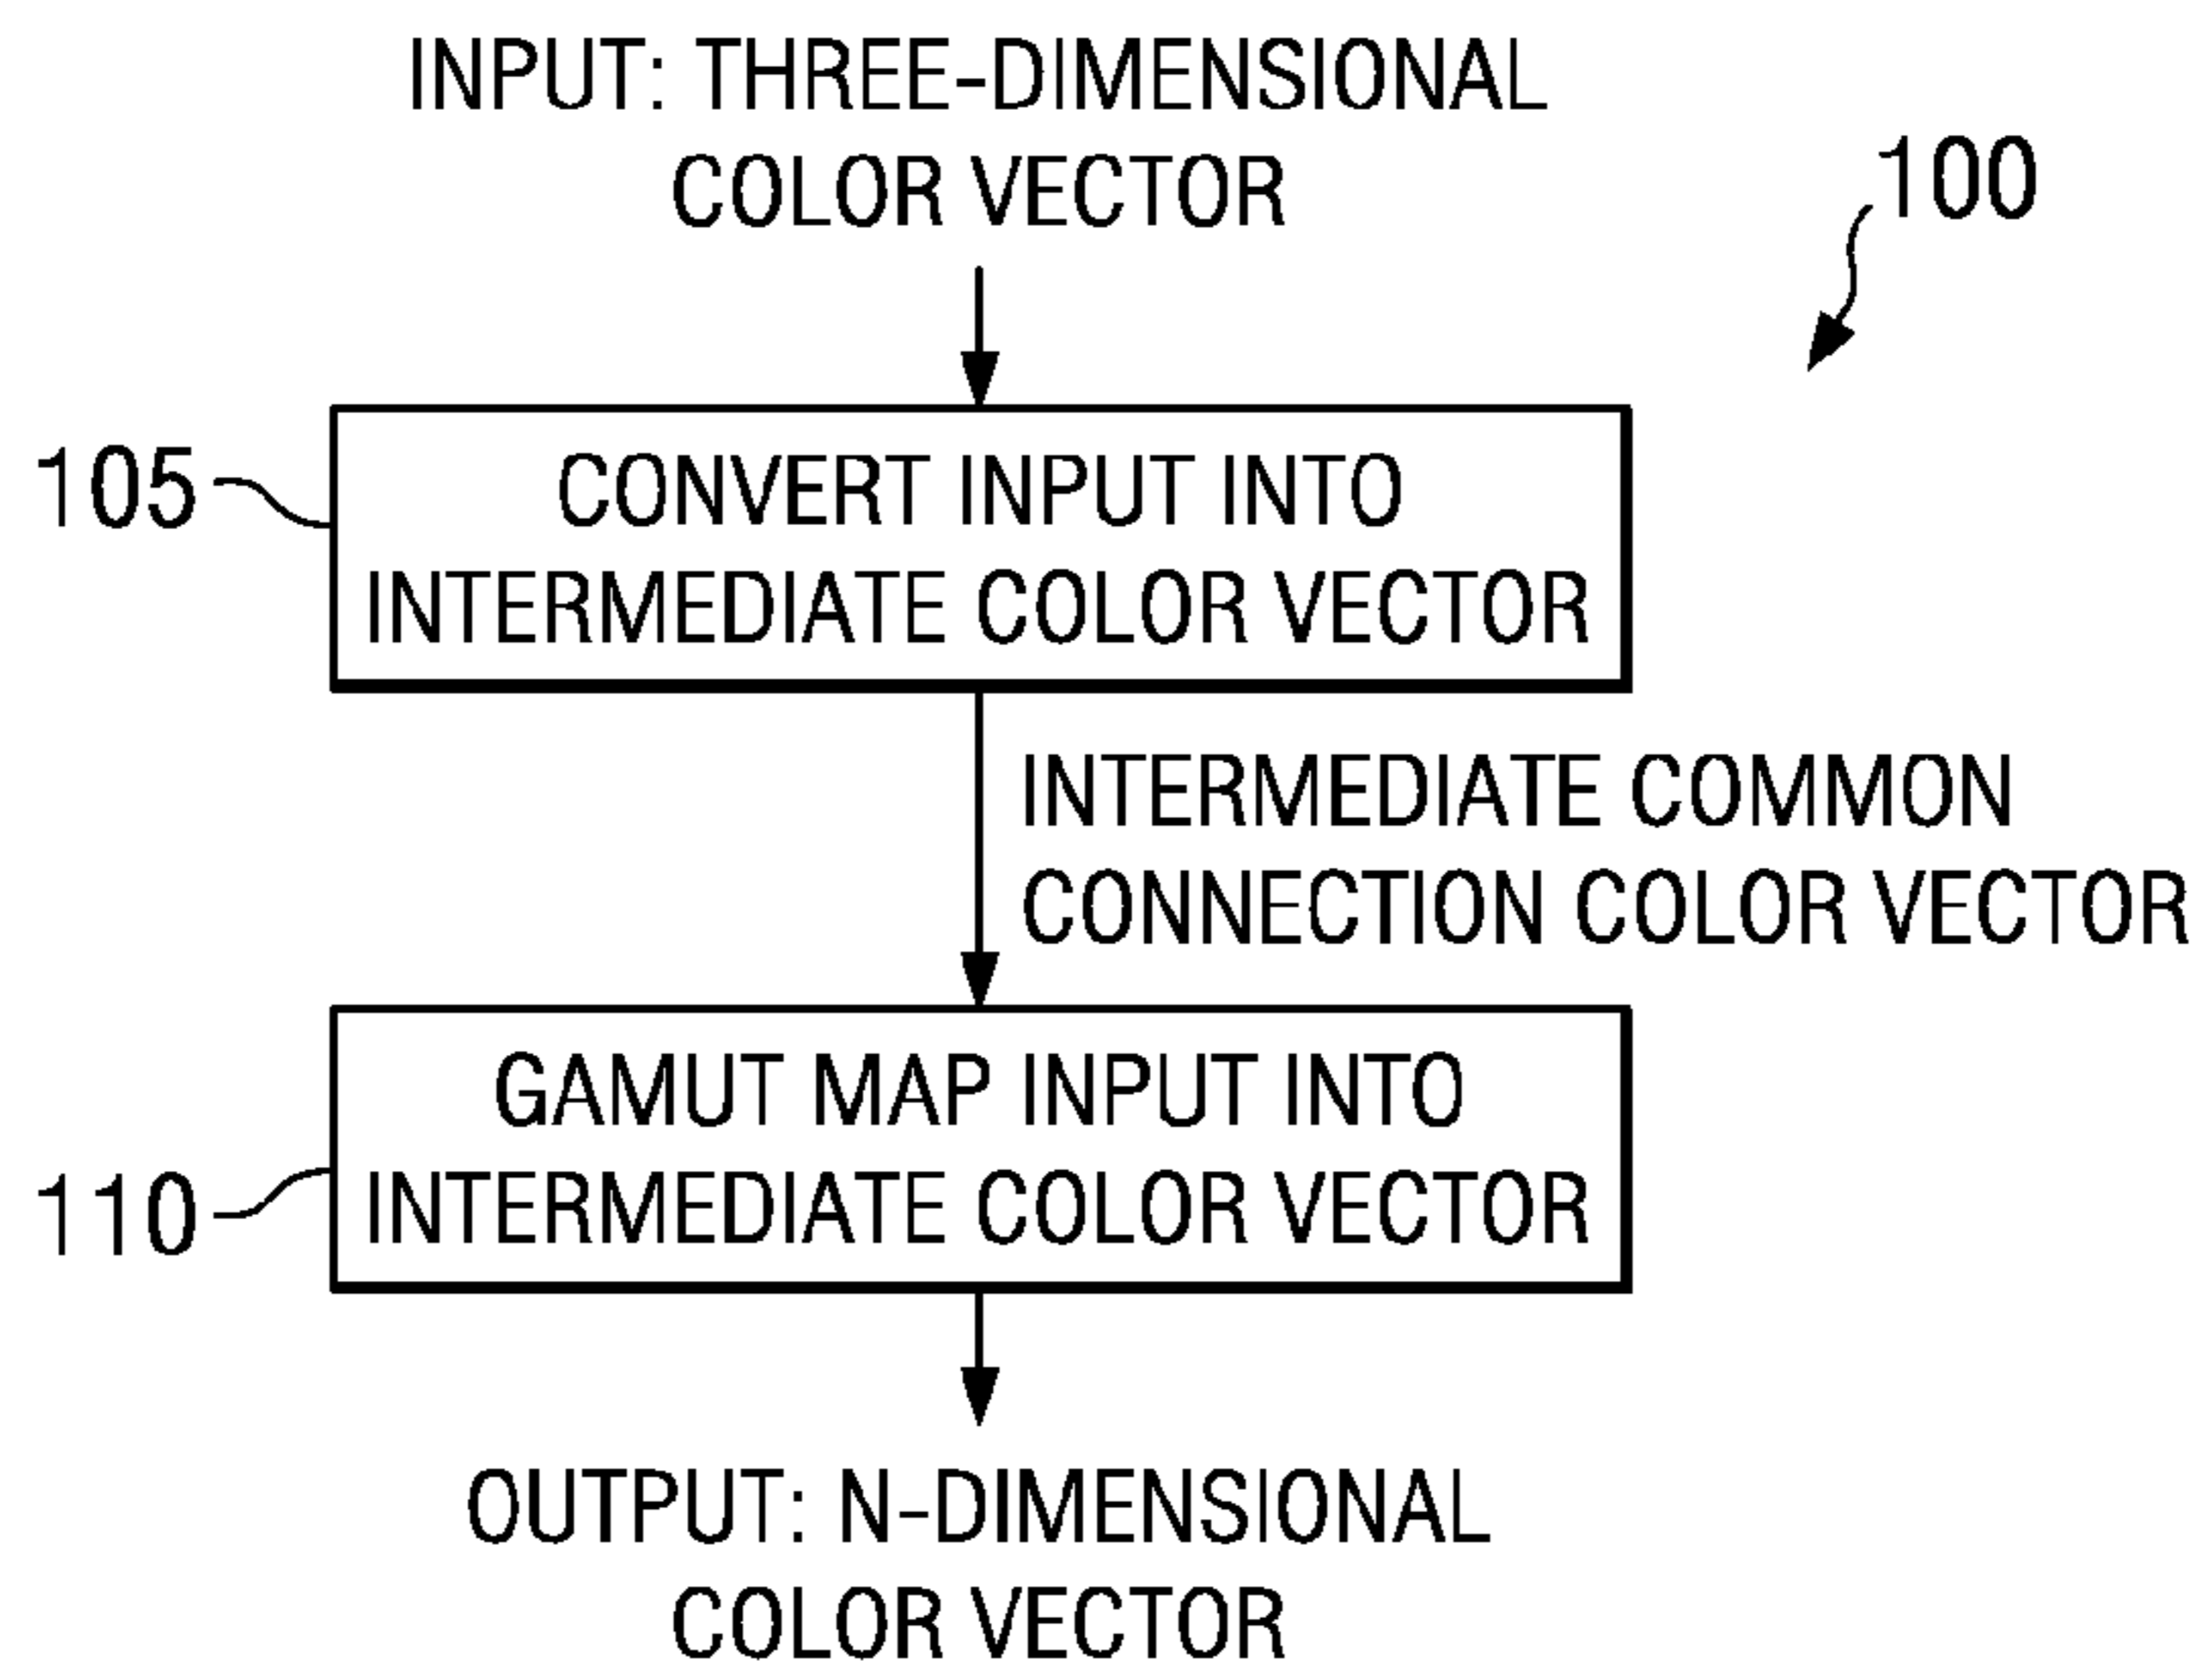 INPUT: THREE-DIMENSIONAL
COLOR VECTOR
100
105
CONVERT INPUT INTO
INTERMEDIATE COLOR VECTOR
INTERMEDIATE COMMON
CONNECTION COLOR VECTOR
GAMUT MAP INPUT INTO
110
INTERMEDIATE COLOR VECTOR
OUTPUT: N-DIMENSIONAL
COLOR VECTOR